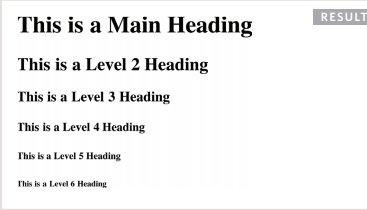 This is a Main Heading
RESULT
This is a Level 2 Heading
This is a Level 3 Heading
This is a Level 4 Heading
This is a Level 5 Heading
This is a Level 6 Heading